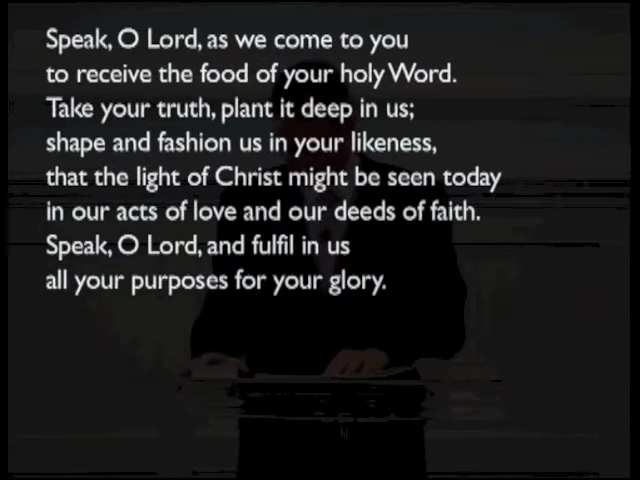 Speak, O Lord, as we come to you
to receive the food of your holy Word.
Take your truth, plant it deep in us;
shape and fashion us in your likeness,
that the light of Christ might be seen today
in our acts of love and our deeds of faith.
Speak, O Lord, and fulfil in us
all your purposes for your glory.